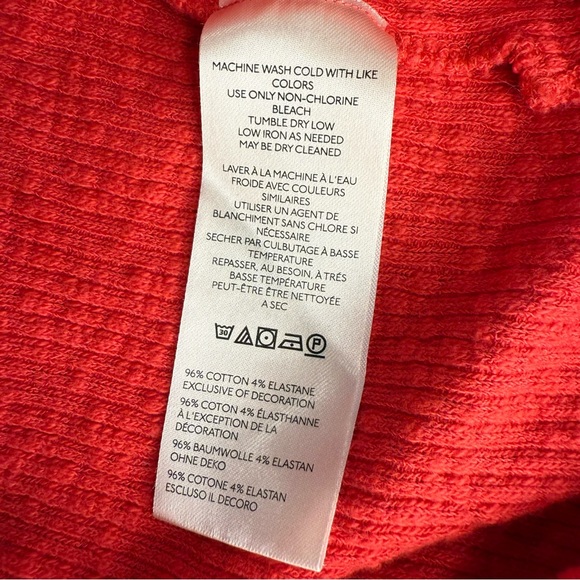 MACHINE WASH COLD WITH LIKE
COLORS
USE ONLY NON-CHLORINE
BLEACH
TUMBLE DRY LOW
LOW IRON AS NEEDED
MAY BE DRY CLEANED
LAVER À LA MACHINE À L'EAU
FROIDE AVEC COULEURS
SIMILAIRES
UTILISER UN AGENT DE
BLANCHIMENT SANS CHLORE SI
NÉCESSAIRE
SECHER PAR CULBUTAGE À BASSE
TEMPERATURE
REPASSER, AU BESOIN, À TRÉS
BASSE TEMPÉRATURE
PEUT-ÊTRE ÊTRE NETTOYÉE
A SEC
30 P
96% COTTON 4% ELASTANE
EXCLUSIVE OF DECORATION
96% COTON 4% ÉLASTHANNE
À L'EXCEPTION DE LA
DÉCORATION
96% BAUMWOLLE 4% ELASTAN
OHNE DEKO
96% COTONE 4% ELASTAN
ESCLUSO IL DECORO